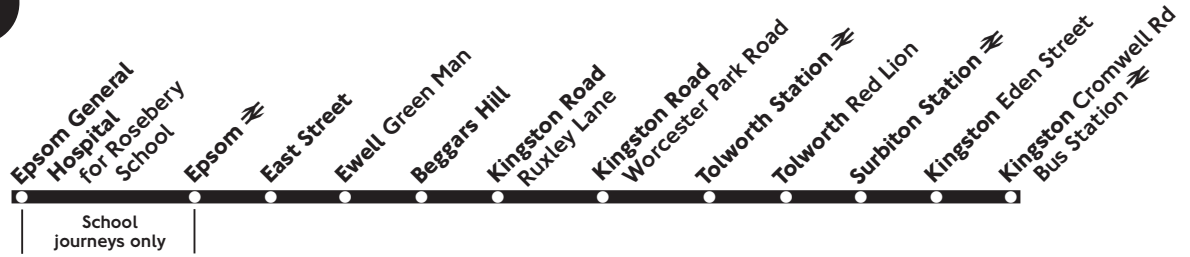 Epsom General
Hospital
for Rosebery
School
Epsom
East Street
Ewell Green Man
Beggars Hill
Kingston Road
Ruxley Lane
Kingston Road
Worcester Park Road
Tolworth Station
Tolworth Red Lion
Surbiton Station
Kingston Eden Street
Kingston Cromwell Rd
Bus Station
School
journeys only